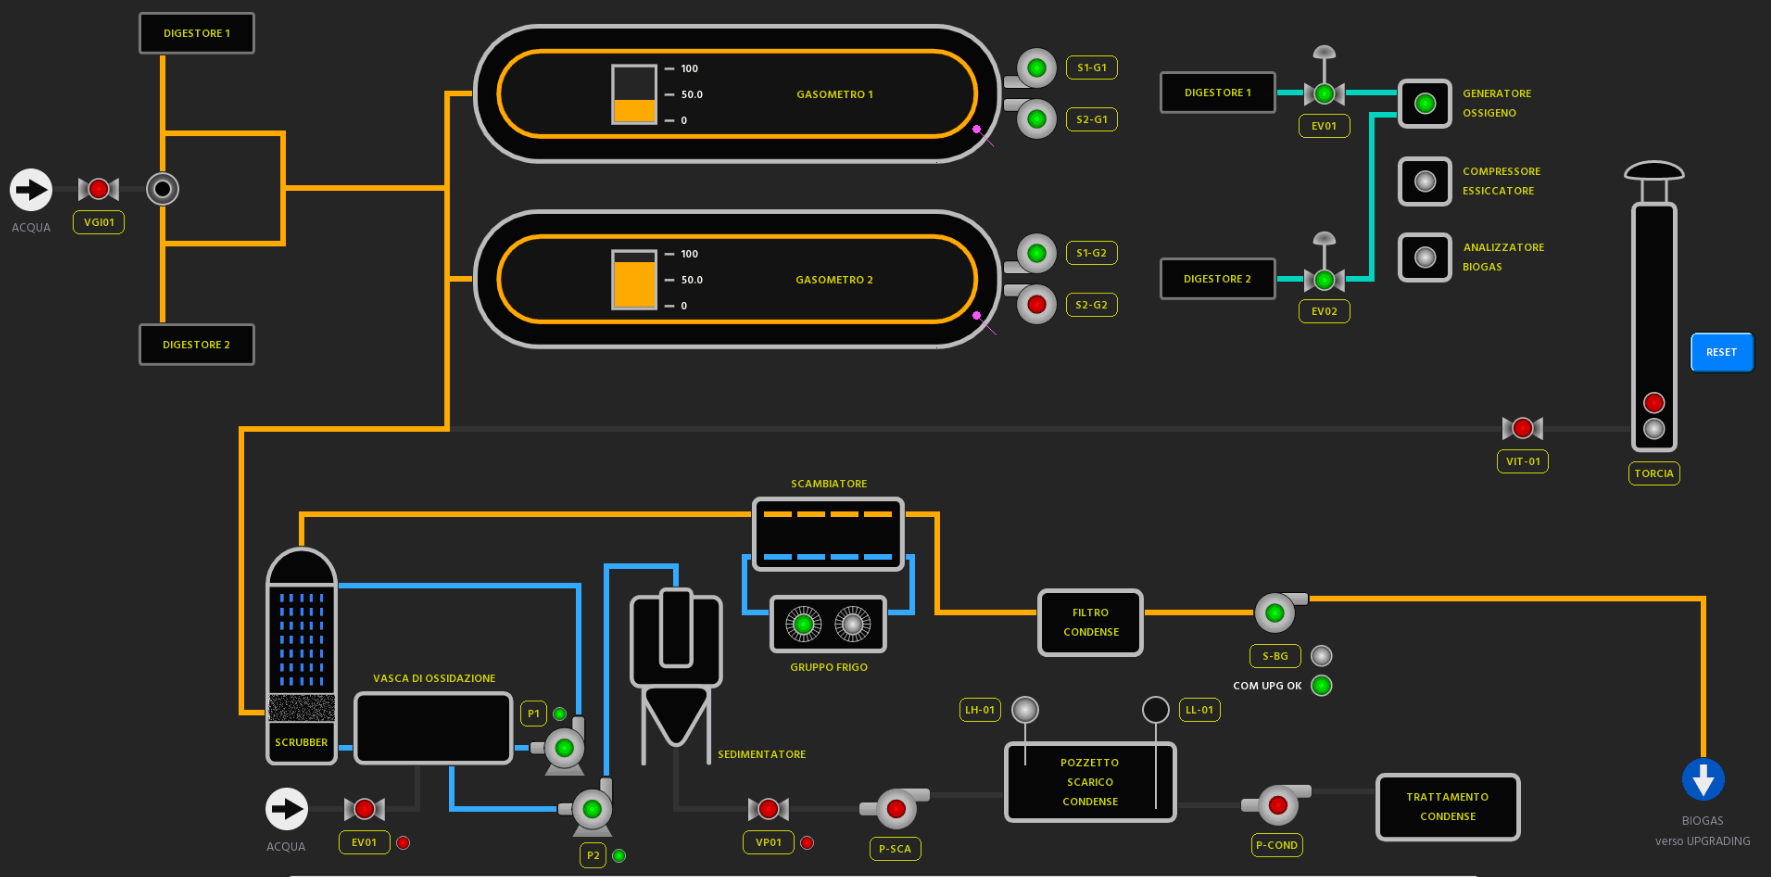 DIGESTORE 1
ACQUA
VGI01
DIGESTORE 2
100
50.0
0
GASOMETRO 1
S1-G1
S2-G1
100
50.0
0
GASOMETRO 2
S1-G2
S2-G2
DIGESTORE 1
EV01
GENERATORE
OSSIGENO
COMPRESSORE
ESSICCATORE
DIGESTORE 2
EV02
ANALIZZATORE
BIOGAS
RESET
VIT-01
TORCIA
SCAMBIATORE
GRUPPO FRIGO
FILTRO
CONDENSE
S-BG
COM UPG OK
VASCA DI OSSIDAZIONE
P1
SCRUBBER
SEDIMENTATORE
LH-01
LL-01
POZZETTO
SCARICO
CONDENSE
ACQUA
EV01
P2
VP01
P-SCA
P-COND
TRATTAMENTO
CONDENSE
BIOGAS
verso UPGRADING